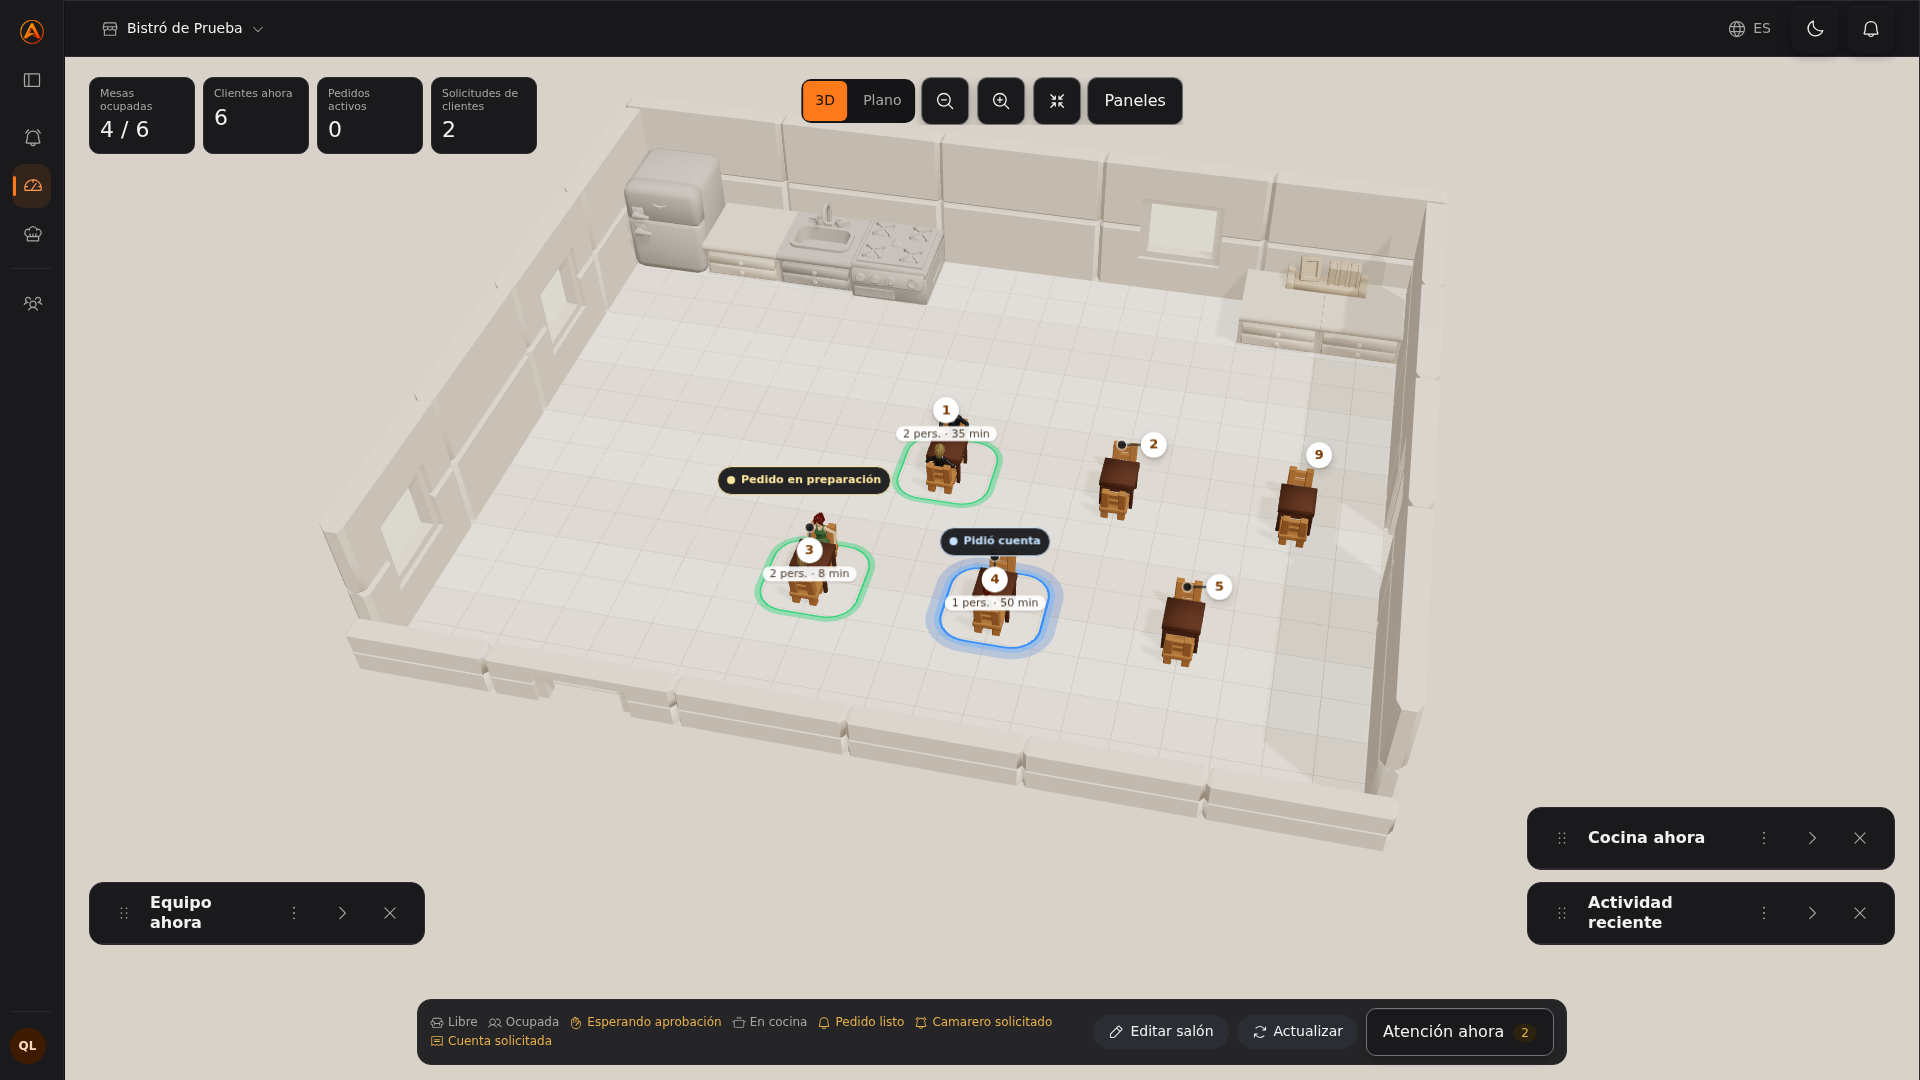 Bistró de Prueba
ES
Mesas
ocupadas
4 / 6
Clientes ahora
6
Pedidos
activos
0
Solicitudes de
clientes
2
3D
Plano
Paneles
1
2 pers. · 35 min
2
9
Pedido en preparación
3
2 pers. · 8 min
Pidió cuenta
4
1 pers. · 50 min
5
Cocina ahora
Equipo
ahora
Actividad
reciente
Libre
Ocupada
Esperando aprobación
En cocina
Pedido listo
Camarero solicitado
Cuenta solicitada
Editar salón
Actualizar
Atención ahora 2
QL